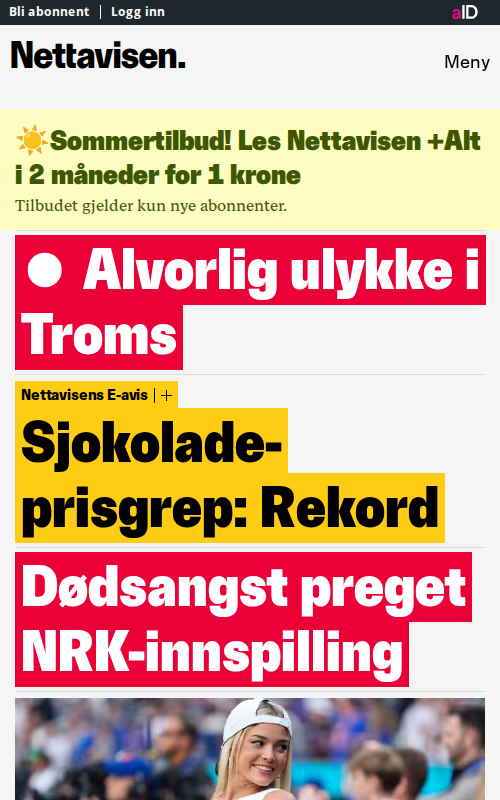 Bli abonnent | Logg inn
aID
Nettavisen.
Meny
☀️Sommertilbud! Les Nettavisen +Alt
i 2 måneder for 1 krone
Tilbudet gjelder kun nye abonnenter.
● Alvorlig ulykke i
Troms
Nettavisens E-avis | +
Sjokolade-
prisgrep: Rekord
Dødsangst preget
NRK-innspilling